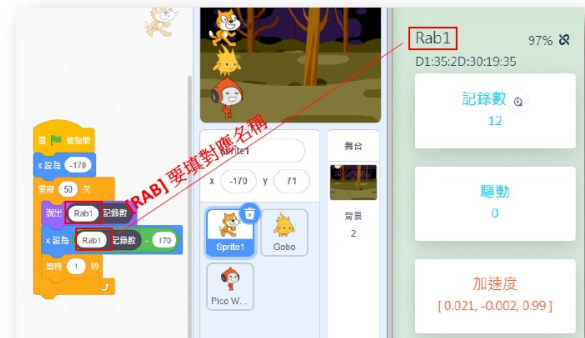 當 被點擊
x 設為 -170
重複 50 次
說出 Rab1 記錄數
x 設為 Rab1 記錄數 - 170
等待 1 秒
[RAB] 要填對應名稱
Sprite1
x -170 y 71
Sprite1
Gobo
Pico W...
舞台
背景
2
Rab1
97%
D1:35:2D:30:19:35
記錄數
12
驅動
0
加速度
[ 0.021, -0.002, 0.99 ]